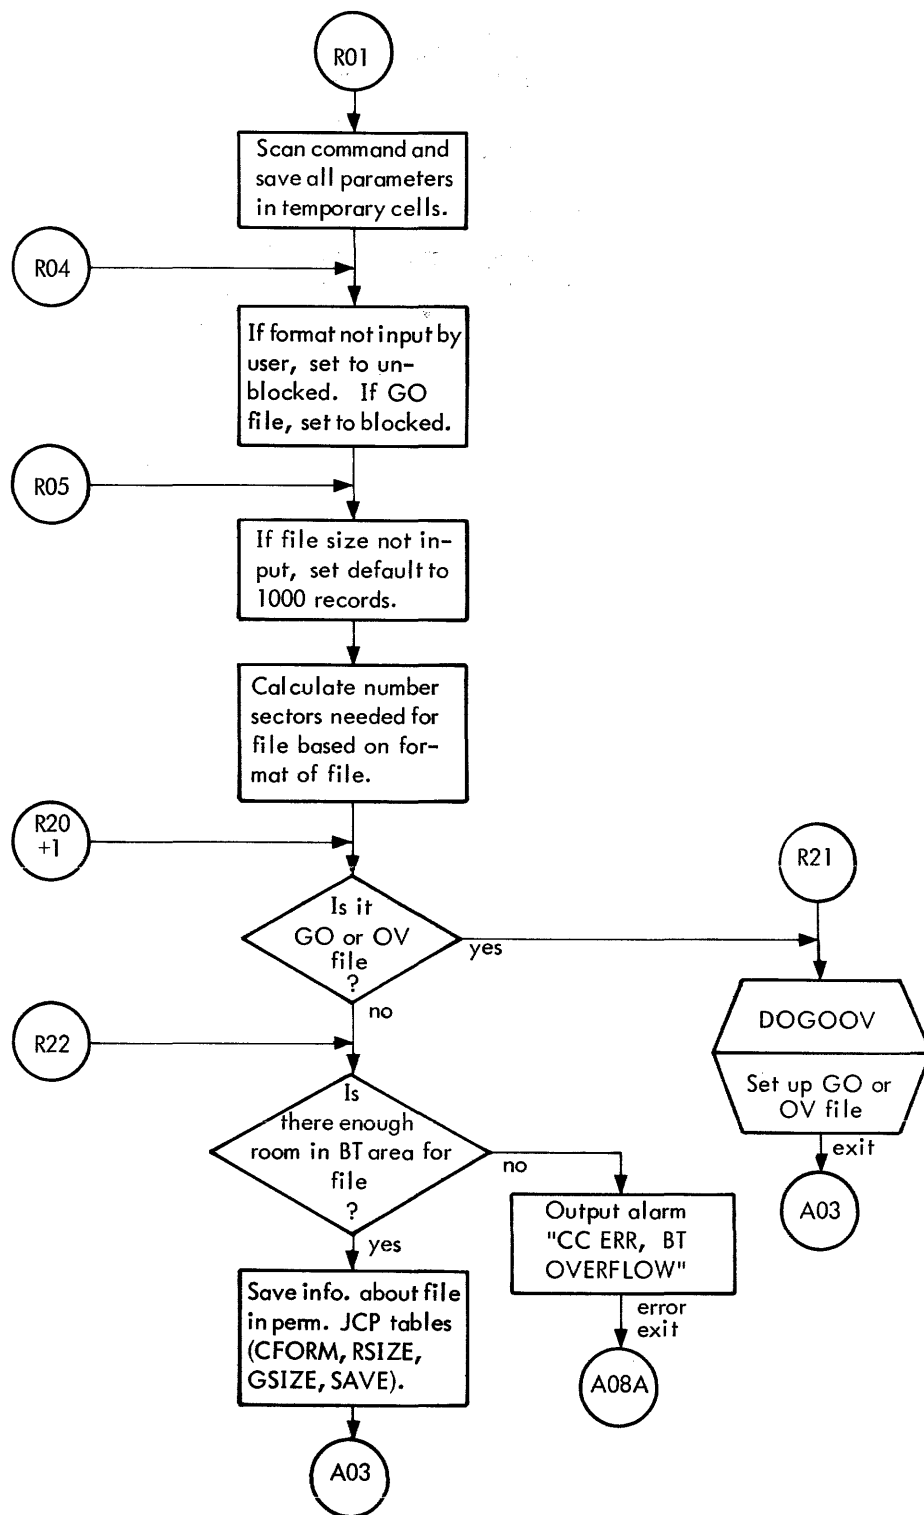 R01
Scan command and
save all parameters
in temporary cells.
R04
If format not input by
user, set to un-
blocked. If GO
file, set to blocked.
R05
If file size not in-
put, set default to
1000 records.
Calculate number
sectors needed for
file based on for-
mat of file.
R20
+1
R21
Is it
GO or OV
file
?
yes
no
DOGOOV
Set up GO or
OV file
exit
A03
R22
Is
there enough
room in BT area for
file
?
no
yes
Output alarm
"CC ERR, BT
OVERFLOW"
error
exit
A08A
Save info. about file
in perm. JCP tables
(CFORM, RSIZE,
GSIZE, SAVE).
A03